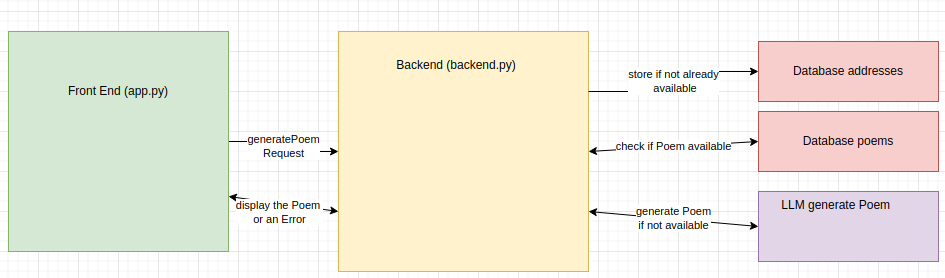 Front End (app.py)
generatePoem
Request
display the Poem
or an Error
Backend (backend.py)
store if not already
available
check if Poem available
generate Poem
if not available
Database addresses
Database poems
LLM generate Poem